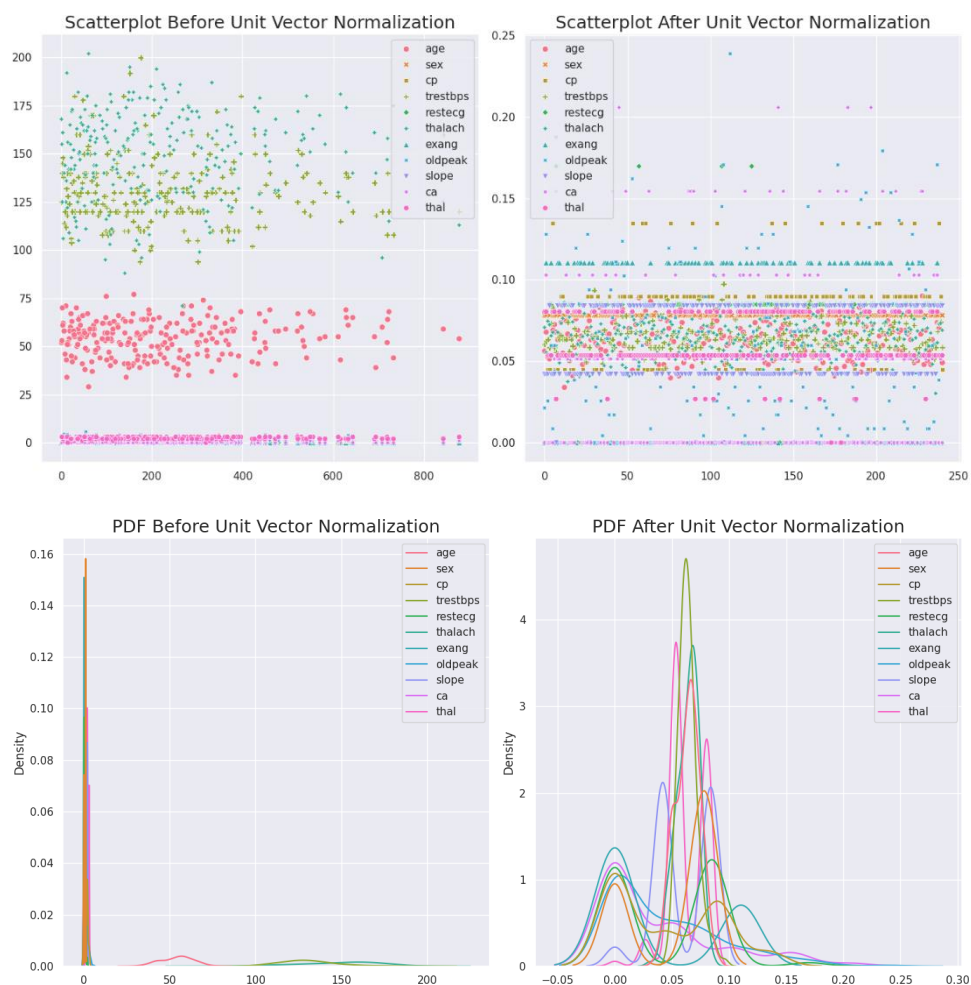 Scatterplot Before Unit Vector Normalization
200
175
150
125
100
75
50
25
0
0
200
400
600
800
age
sex
cp
trestbps
restecg
thalach
exang
oldpeak
slope
ca
thal
Scatterplot After Unit Vector Normalization
0.25
0.20
0.15
0.10
0.05
0.00
0
50
100
150
200
250
age
sex
cp
trestbps
restecg
thalach
exang
oldpeak
slope
ca
thal
PDF Before Unit Vector Normalization
0.16
0.14
0.12
0.10
0.08
0.06
0.04
0.02
0.00
Density
0
50
100
150
200
age
sex
cp
trestbps
restecg
thalach
exang
oldpeak
slope
ca
thal
PDF After Unit Vector Normalization
4
3
2
1
0
Density
−0.05
0.00
0.05
0.10
0.15
0.20
0.25
0.30
age
sex
cp
trestbps
restecg
thalach
exang
oldpeak
slope
ca
thal